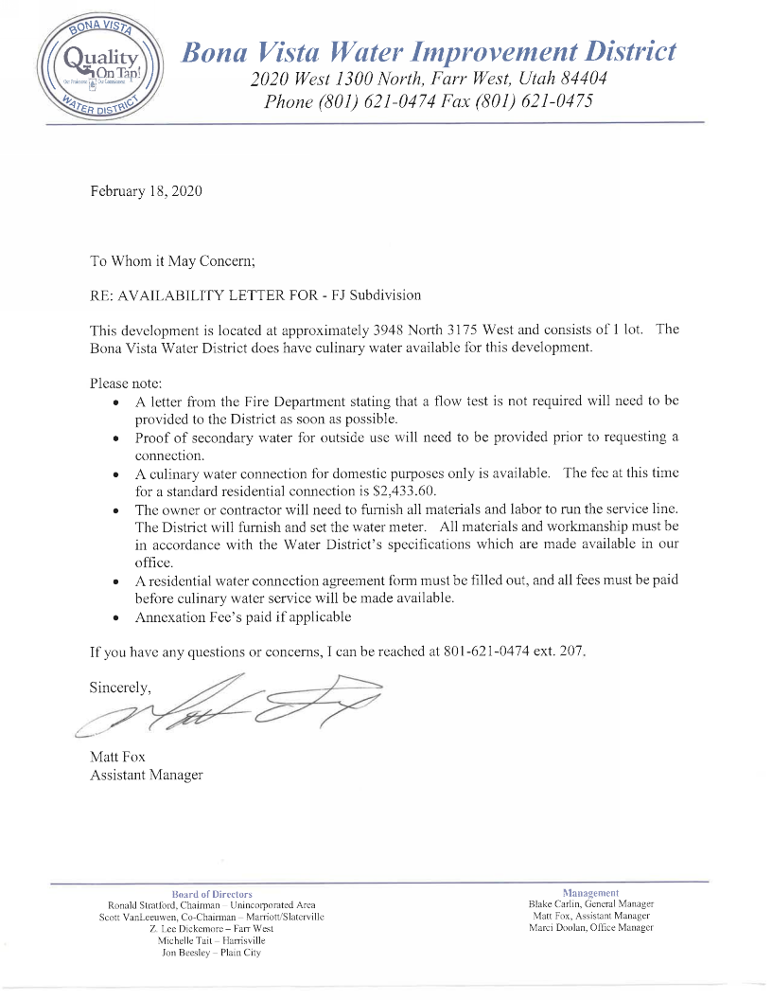 BONA VISTA
Quality
On Tap!
WATER DISTRICT
Bona Vista Water Improvement District
2020 West 1300 North, Farr West, Utah 84404
Phone (801) 621-0474 Fax (801) 621-0475
February 18, 2020
To Whom it May Concern;
RE: AVAILABILITY LETTER FOR - FJ Subdivision
This development is located at approximately 3948 North 3175 West and consists of 1 lot. The
Bona Vista Water District does have culinary water available for this development.
Please note:
• A letter from the Fire Department stating that a flow test is not required will need to be
provided to the District as soon as possible.
• Proof of secondary water for outside use will need to be provided prior to requesting a
connection.
• A culinary water connection for domestic purposes only is available. The fee at this time
for a standard residential connection is $2,433.60.
• The owner or contractor will need to furnish all materials and labor to run the service line.
The District will furnish and set the water meter. All materials and workmanship must be
in accordance with the Water District's specifications which are made available in our
office.
• A residential water connection agreement form must be filled out, and all fees must be paid
before culinary water service will be made available.
• Annexation Fee's paid if applicable
If you have any questions or concerns, I can be reached at 801-621-0474 ext. 207.
Sincerely,
Matt Fox
Matt Fox
Assistant Manager
Board of Directors
Ronald Stratford, Chairman – Unincorporated Area
Scott VanLeeuwen, Co-Chairman – Marriott/Slaterville
Z. Lee Dickemore – Farr West
Michelle Tait – Harrisville
Jon Beesley – Plain City
Management
Blake Carlin, General Manager
Matt Fox, Assistant Manager
Marci Doolan, Office Manager